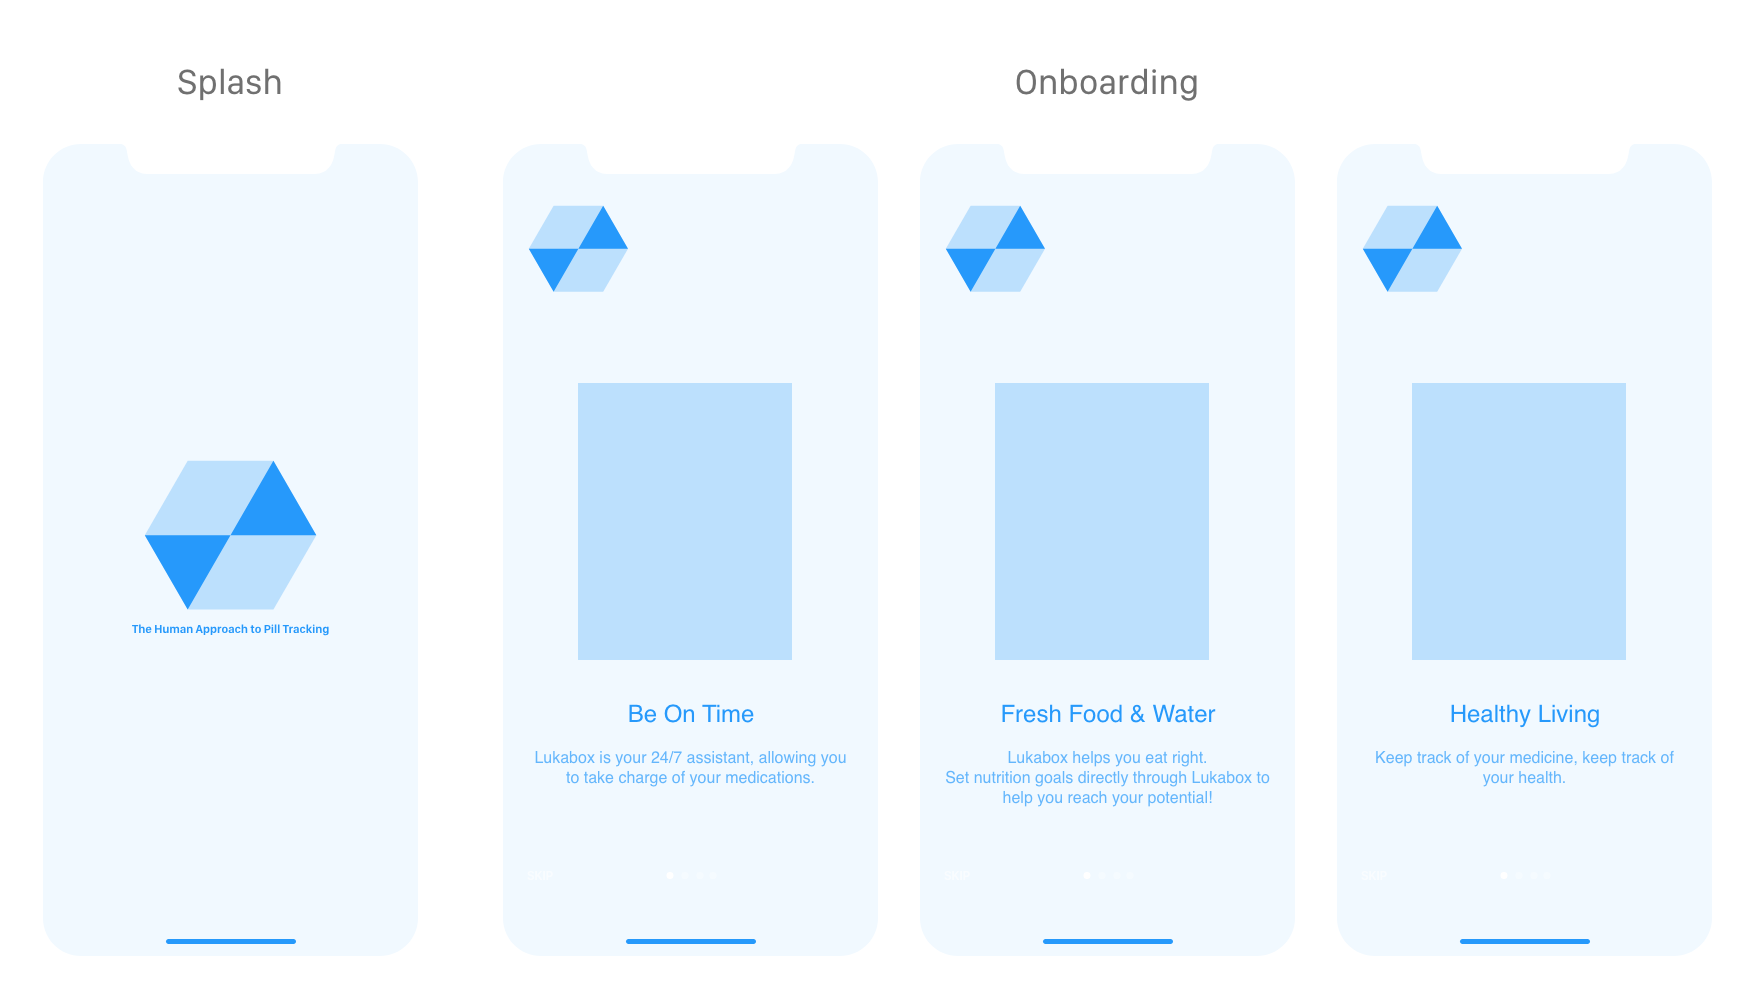 Splash
Onboarding
The Human Approach to Pill Tracking
Be On Time
Lukabox is your 24/7 assistant, allowing you
to take charge of your medications.
Fresh Food & Water
Lukabox helps you eat right.
Set nutrition goals directly through Lukabox to
help you reach your potential!
Healthy Living
Keep track of your medicine, keep track of
your health.